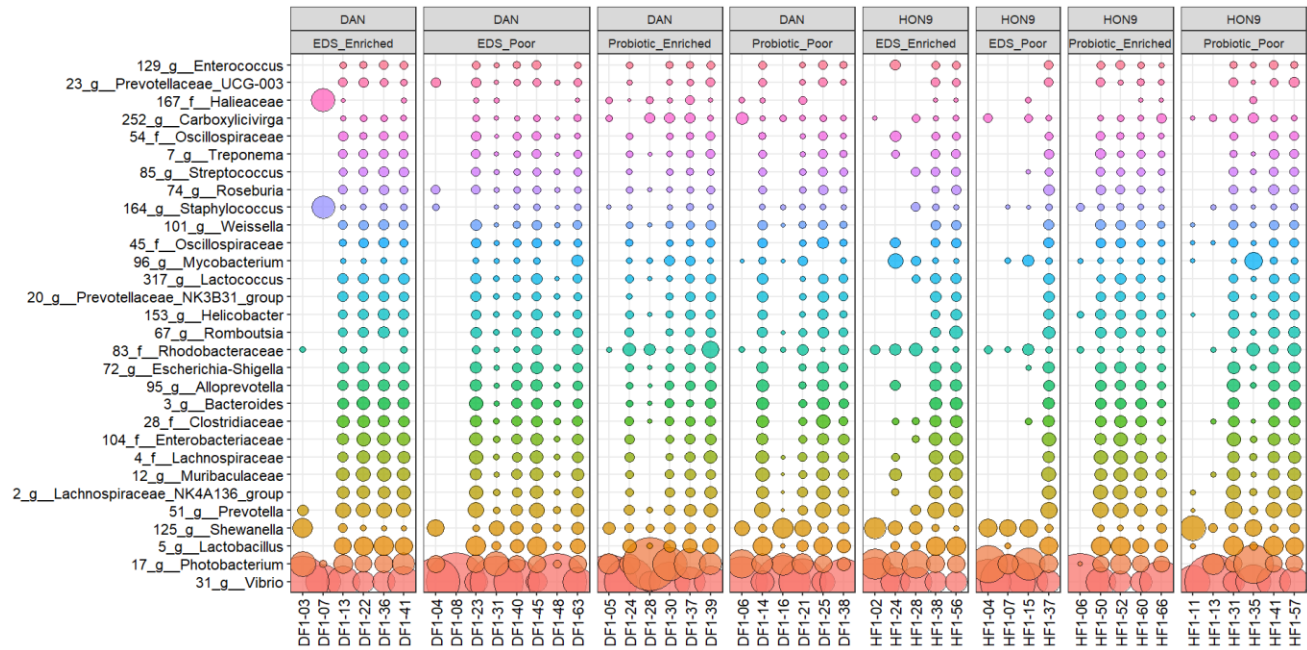 DAN DAN DAN DAN HON9 HON9 HON9 HON9
EDS_Enriched EDS_Poor Probiotic_Enriched Probiotic_Poor EDS_Enriched EDS_Poor Probiotic_Enriched Probiotic_Poor
129_g__Enterococcus
23_g__Prevotellaceae_UCG-003
167_f__Halieaceae
252_g__Carboxylicivirga
54_f__Oscillospiraceae
7_g__Treponema
85_g__Streptococcus
74_g__Roseburia
164_g__Staphylococcus
101_g__Weissella
45_f__Oscillospiraceae
96_g__Mycobacterium
317_g__Lactococcus
20_g__Prevotellaceae_NK3B31_group
153_g__Helicobacter
67_g__Romboutsia
83_f__Rhodobacteraceae
72_g__Escherichia-Shigella
95_g__Alloprevotella
3_g__Bacteroides
28_f__Clostridiaceae
104_f__Enterobacteriaceae
4_f__Lachnospiraceae
12_g__Muribaculaceae
2_g__Lachnospiraceae_NK4A136_group
51_g__Prevotella
125_g__Shewanella
5_g__Lactobacillus
17_g__Photobacterium
31_g__Vibrio
DF1-03
DF1-07
DF1-13
DF1-22
DF1-36
DF1-41
DF1-04
DF1-08
DF1-23
DF1-31
DF1-40
DF1-45
DF1-48
DF1-63
DF1-05
DF1-24
DF1-28
DF1-30
DF1-37
DF1-39
DF1-06
DF1-14
DF1-16
DF1-21
DF1-25
DF1-38
HF1-02
HF1-24
HF1-28
HF1-38
HF1-56
HF1-04
HF1-07
HF1-15
HF1-37
HF1-06
HF1-50
HF1-52
HF1-60
HF1-66
HF1-11
HF1-13
HF1-31
HF1-35
HF1-41
HF1-57